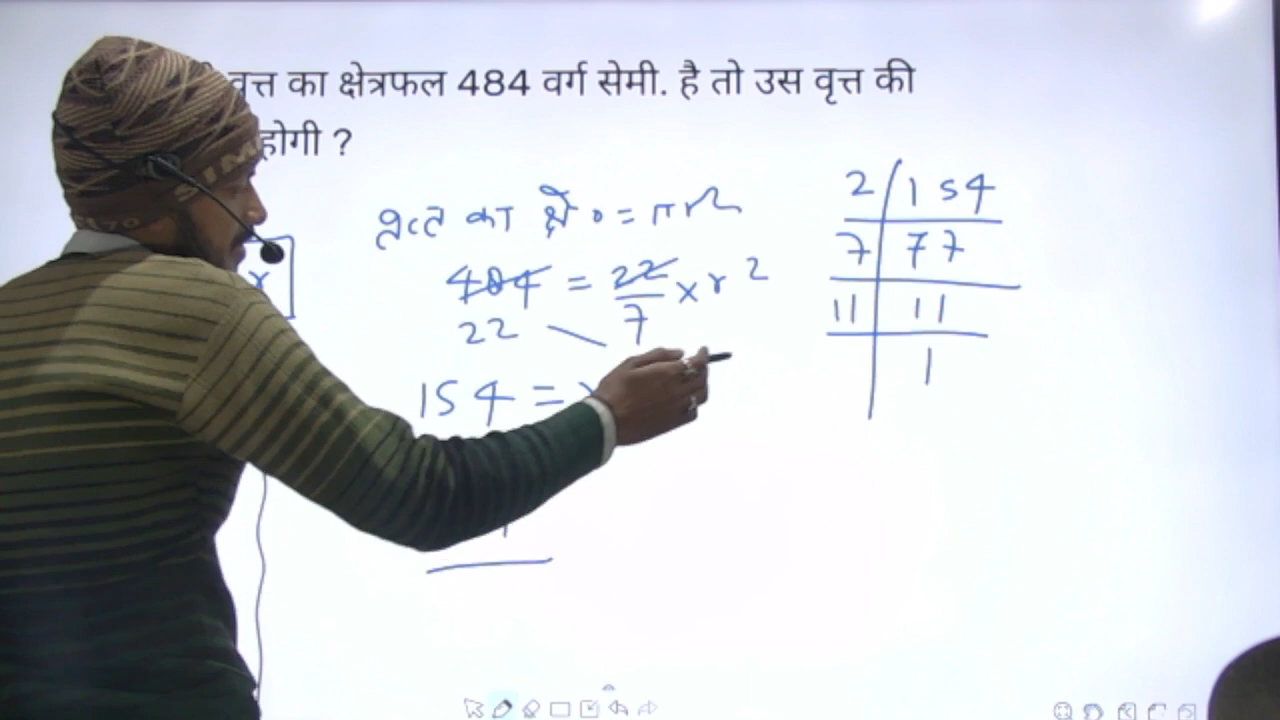 वृत्त का क्षेत्रफल 484 वर्ग सेमी. है तो उस वृत्त की
होगी ?
वृत्त का क्षे० = πr²
484 = 22/7 × r²
22 7
154 =
r
2 | 154
7 | 77
11 | 11
1